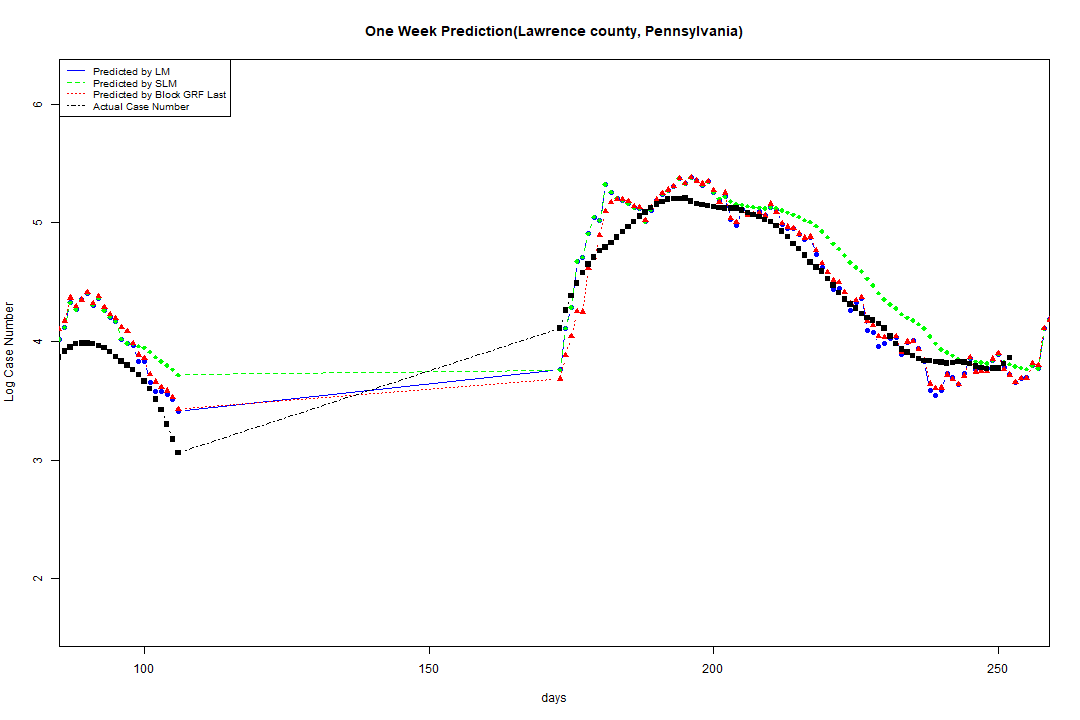 One Week Prediction(Lawrence county, Pennsylvania)
Predicted by LM
Predicted by SLM
Predicted by Block GRF Last
Actual Case Number
6
5
4
3
2
Log Case Number
100 150 200 250
days